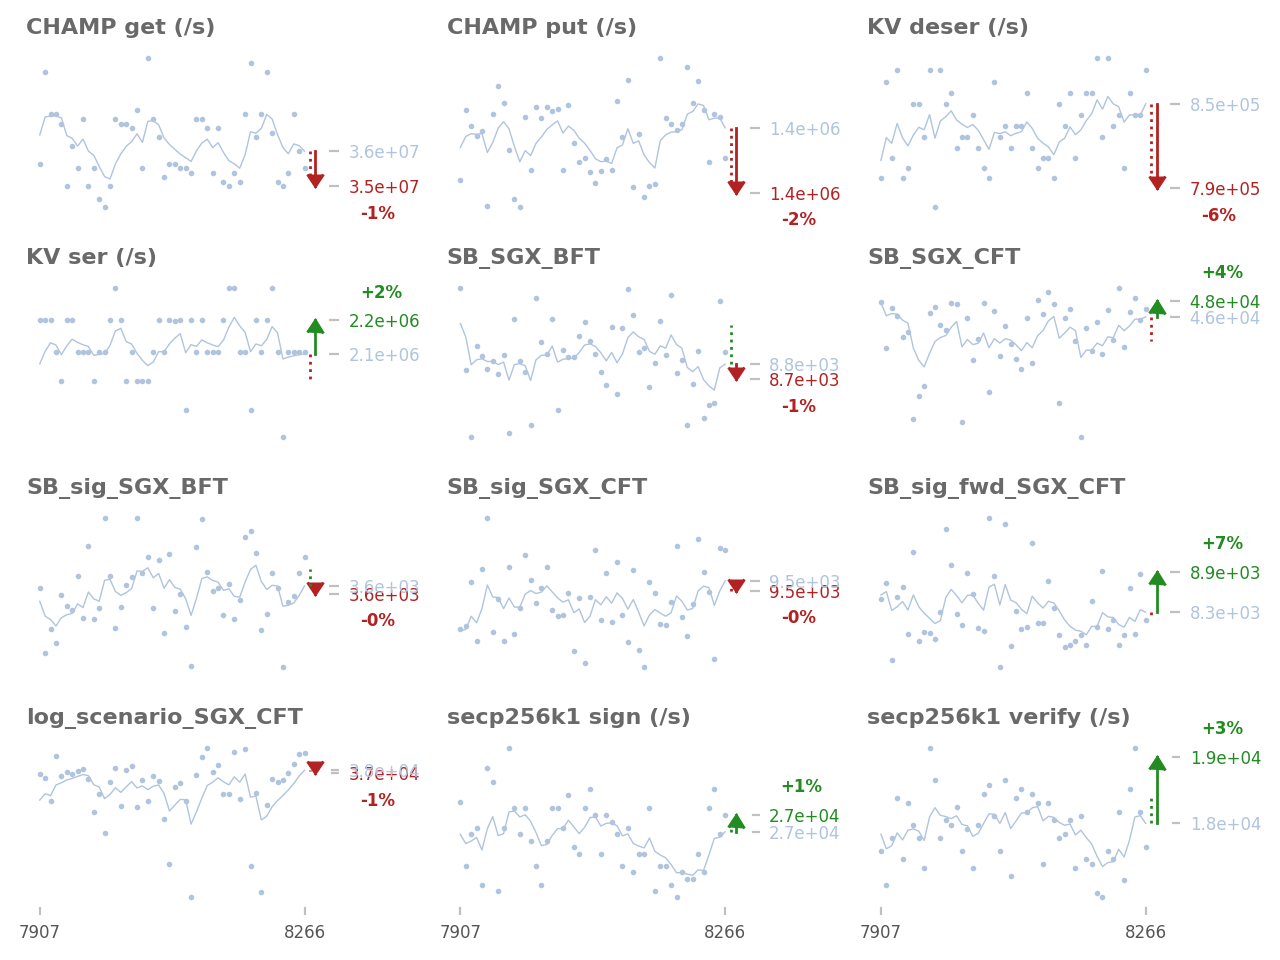 CHAMP get (/s)
3.6e+07
3.5e+07
-1%
CHAMP put (/s)
1.4e+06
1.4e+06
-2%
KV deser (/s)
8.5e+05
7.9e+05
-6%
KV ser (/s)
+2%
2.2e+06
2.1e+06
SB_SGX_BFT
8.8e+03
8.7e+03
-1%
SB_SGX_CFT
+4%
4.8e+04
4.6e+04
SB_sig_SGX_BFT
3.6e+03
3.6e+03
-0%
SB_sig_SGX_CFT
9.5e+03
9.5e+03
-0%
SB_sig_fwd_SGX_CFT
+7%
8.9e+03
8.3e+03
log_scenario_SGX_CFT
3.8e+04
3.7e+04
-1%
secp256k1 sign (/s)
+1%
2.7e+04
2.7e+04
secp256k1 verify (/s)
+3%
1.9e+04
1.8e+04
7907 8266
7907 8266
7907 8266